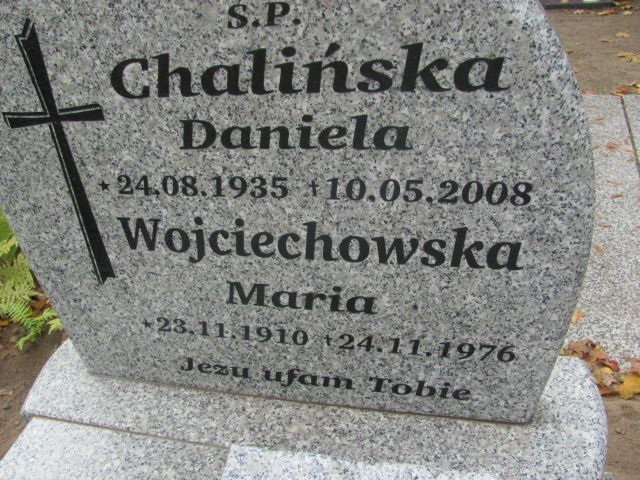 S.P.
Chalińska
Daniela
* 24.08.1935 † 10.05.2008
Wojciechowska
Maria
* 23.11.1910 † 24.11.1976
Jezu ufam Tobie